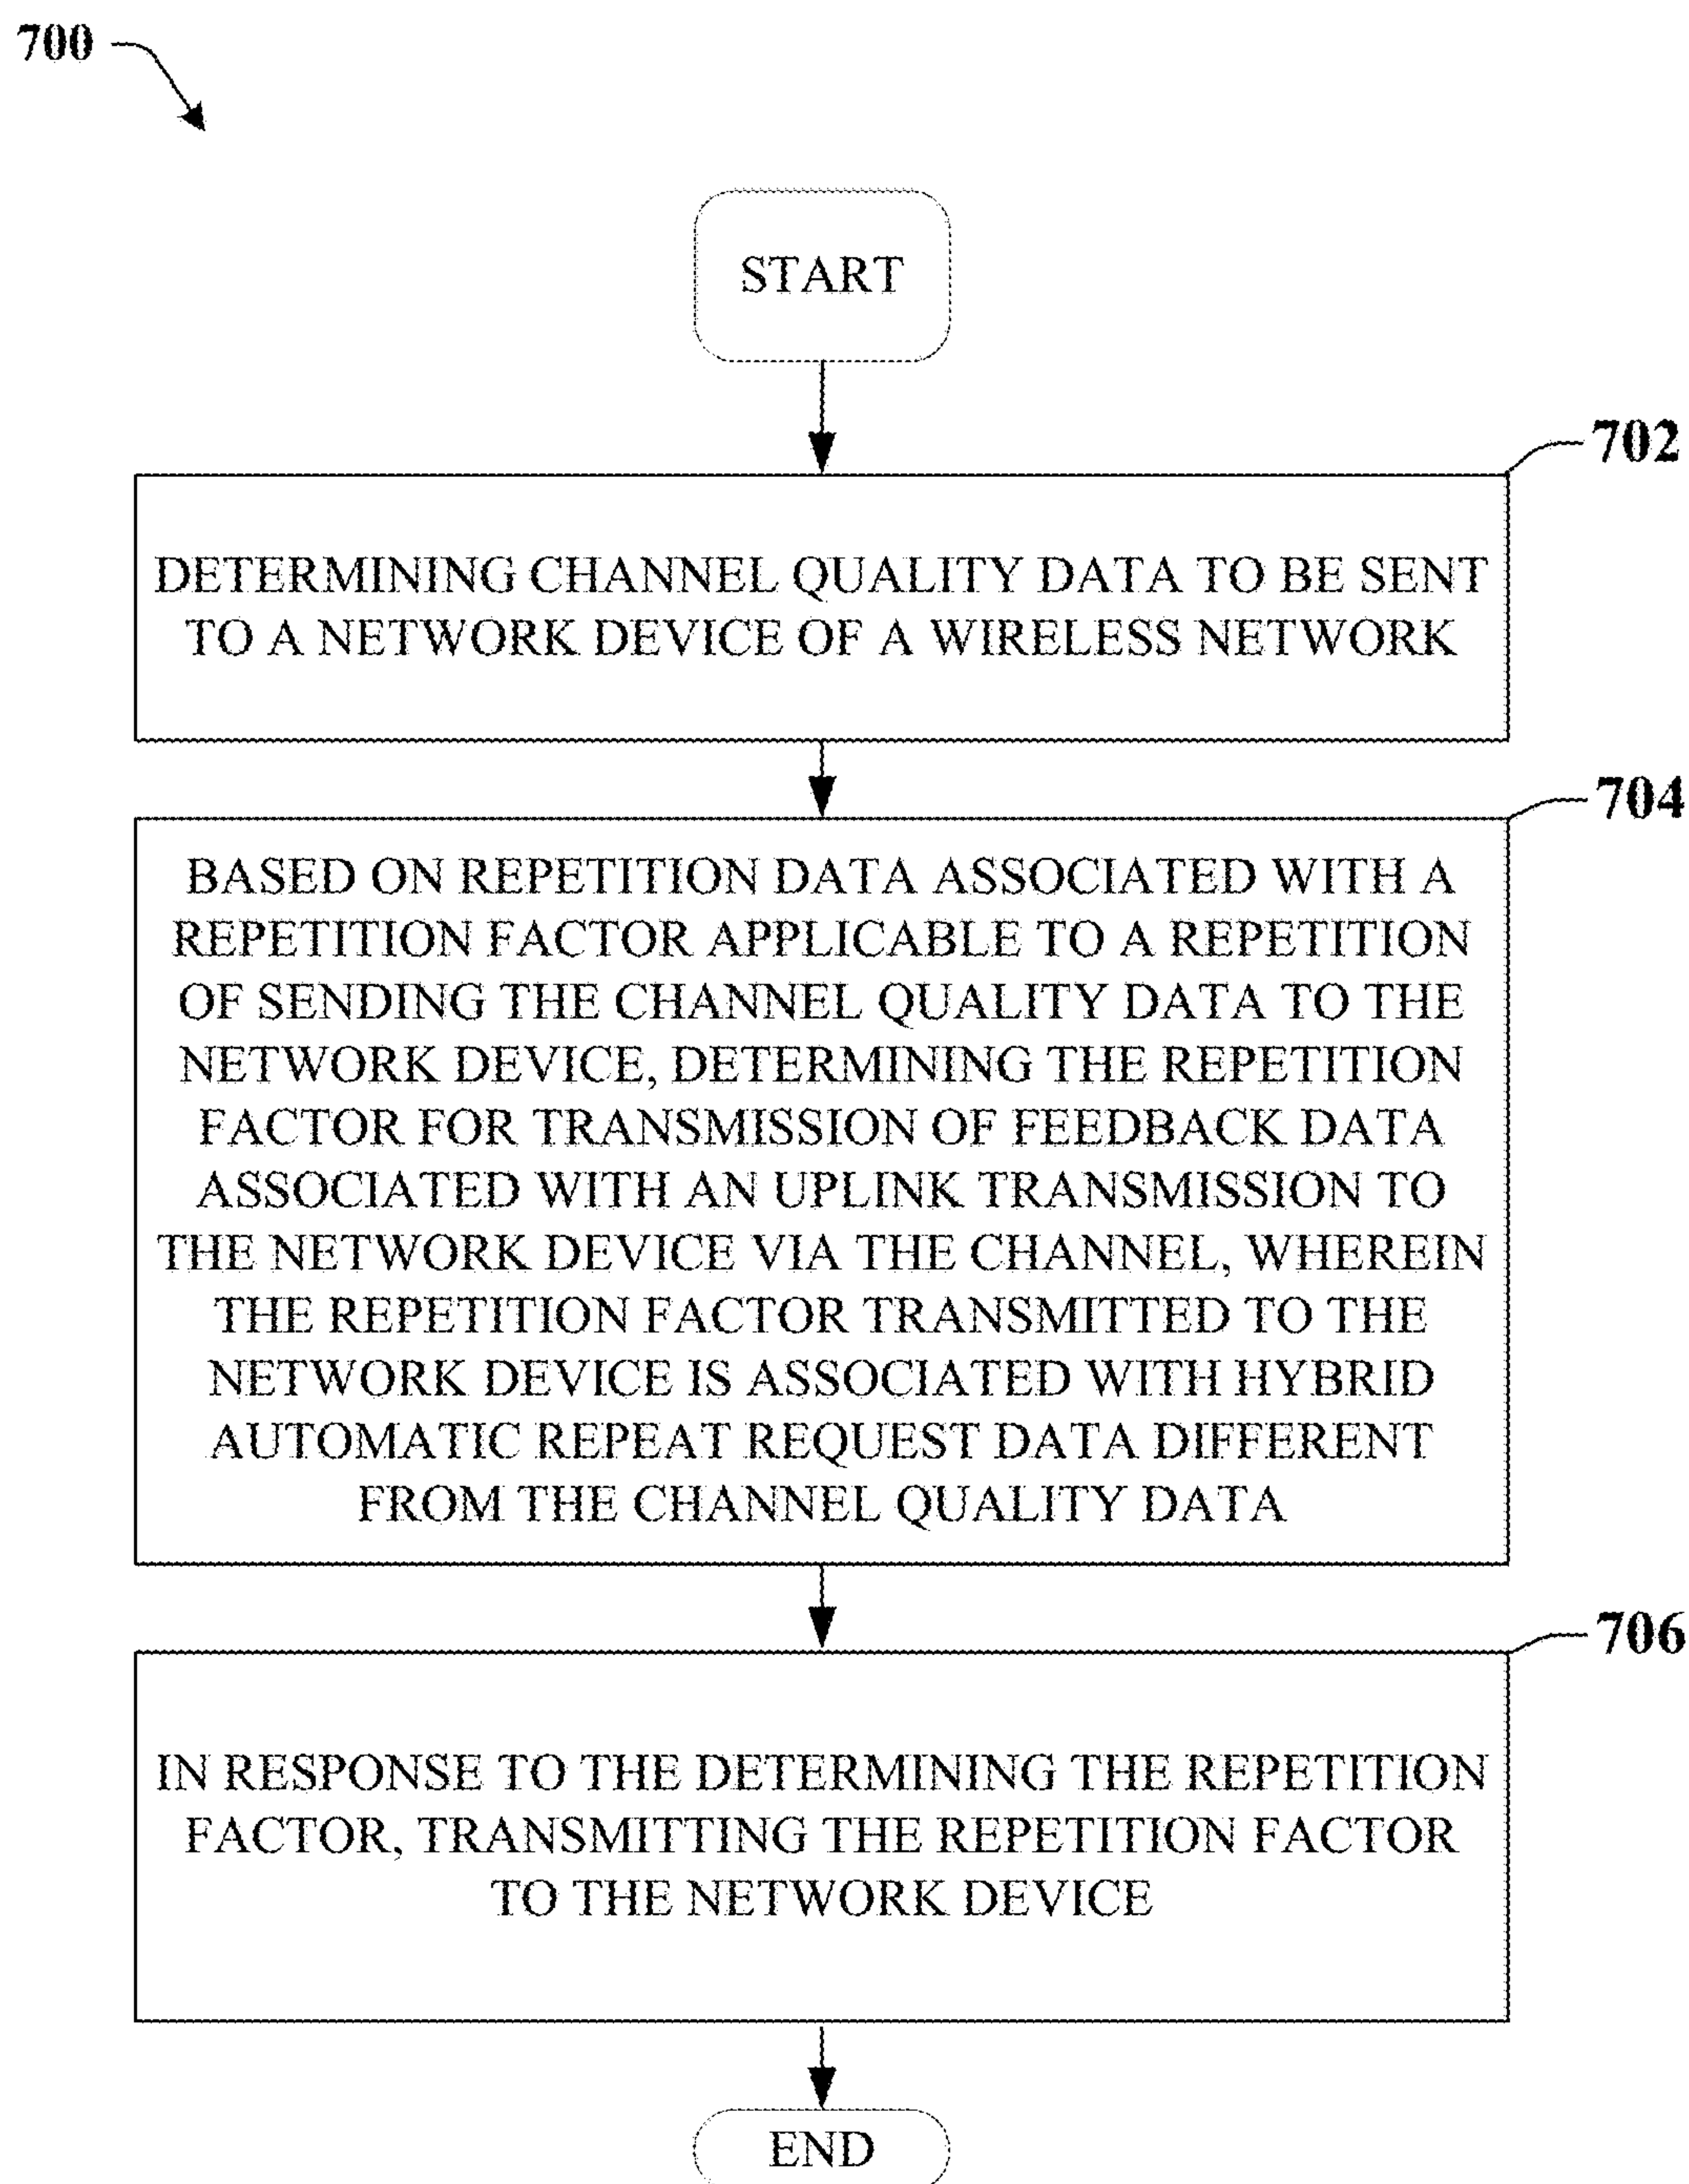 700
START
702
DETERMINING CHANNEL QUALITY DATA TO BE SENT
TO A NETWORK DEVICE OF A WIRELESS NETWORK
704
BASED ON REPETITION DATA ASSOCIATED WITH A
REPETITION FACTOR APPLICABLE TO A REPETITION
OF SENDING THE CHANNEL QUALITY DATA TO THE
NETWORK DEVICE, DETERMINING THE REPETITION
FACTOR FOR TRANSMISSION OF FEEDBACK DATA
ASSOCIATED WITH AN UPLINK TRANSMISSION TO
THE NETWORK DEVICE VIA THE CHANNEL, WHEREIN
THE REPETITION FACTOR TRANSMITTED TO THE
NETWORK DEVICE IS ASSOCIATED WITH HYBRID
AUTOMATIC REPEAT REQUEST DATA DIFFERENT
FROM THE CHANNEL QUALITY DATA
706
IN RESPONSE TO THE DETERMINING THE REPETITION
FACTOR, TRANSMITTING THE REPETITION FACTOR
TO THE NETWORK DEVICE
END